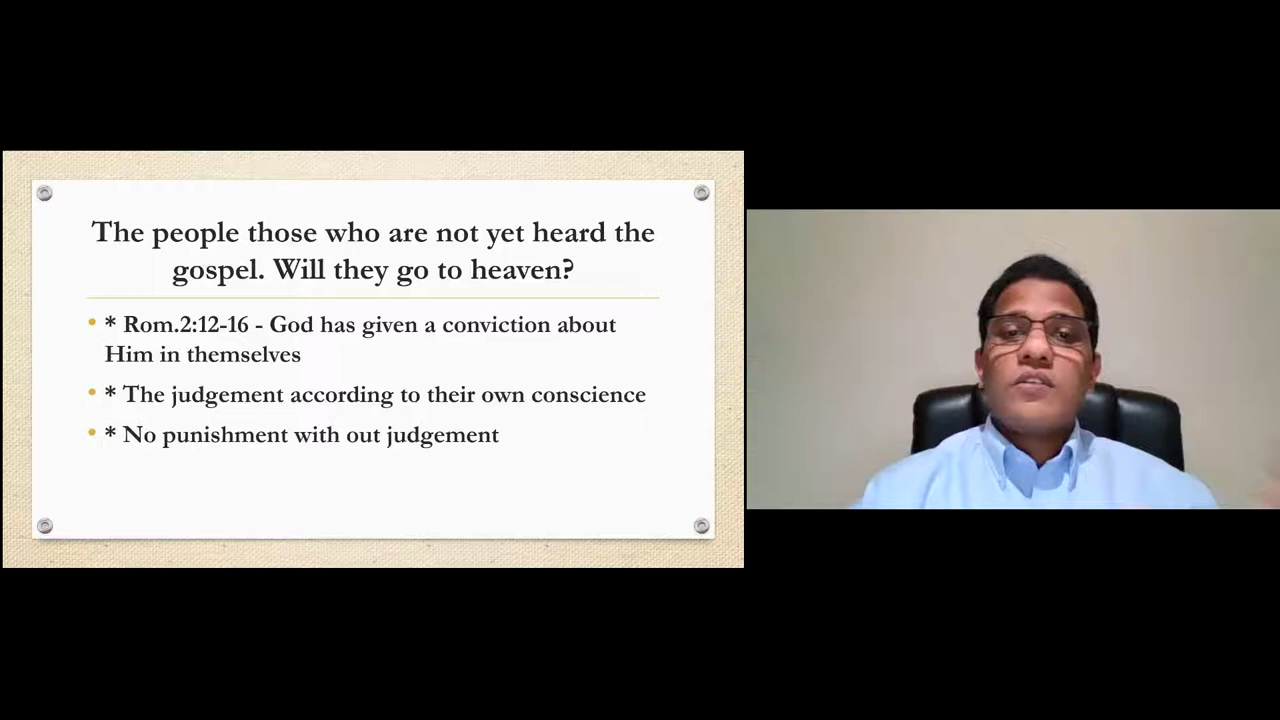 The people those who are not yet heard the
gospel. Will they go to heaven?
• * Rom.2:12-16 - God has given a conviction about
Him in themselves
• * The judgement according to their own conscience
• * No punishment with out judgement